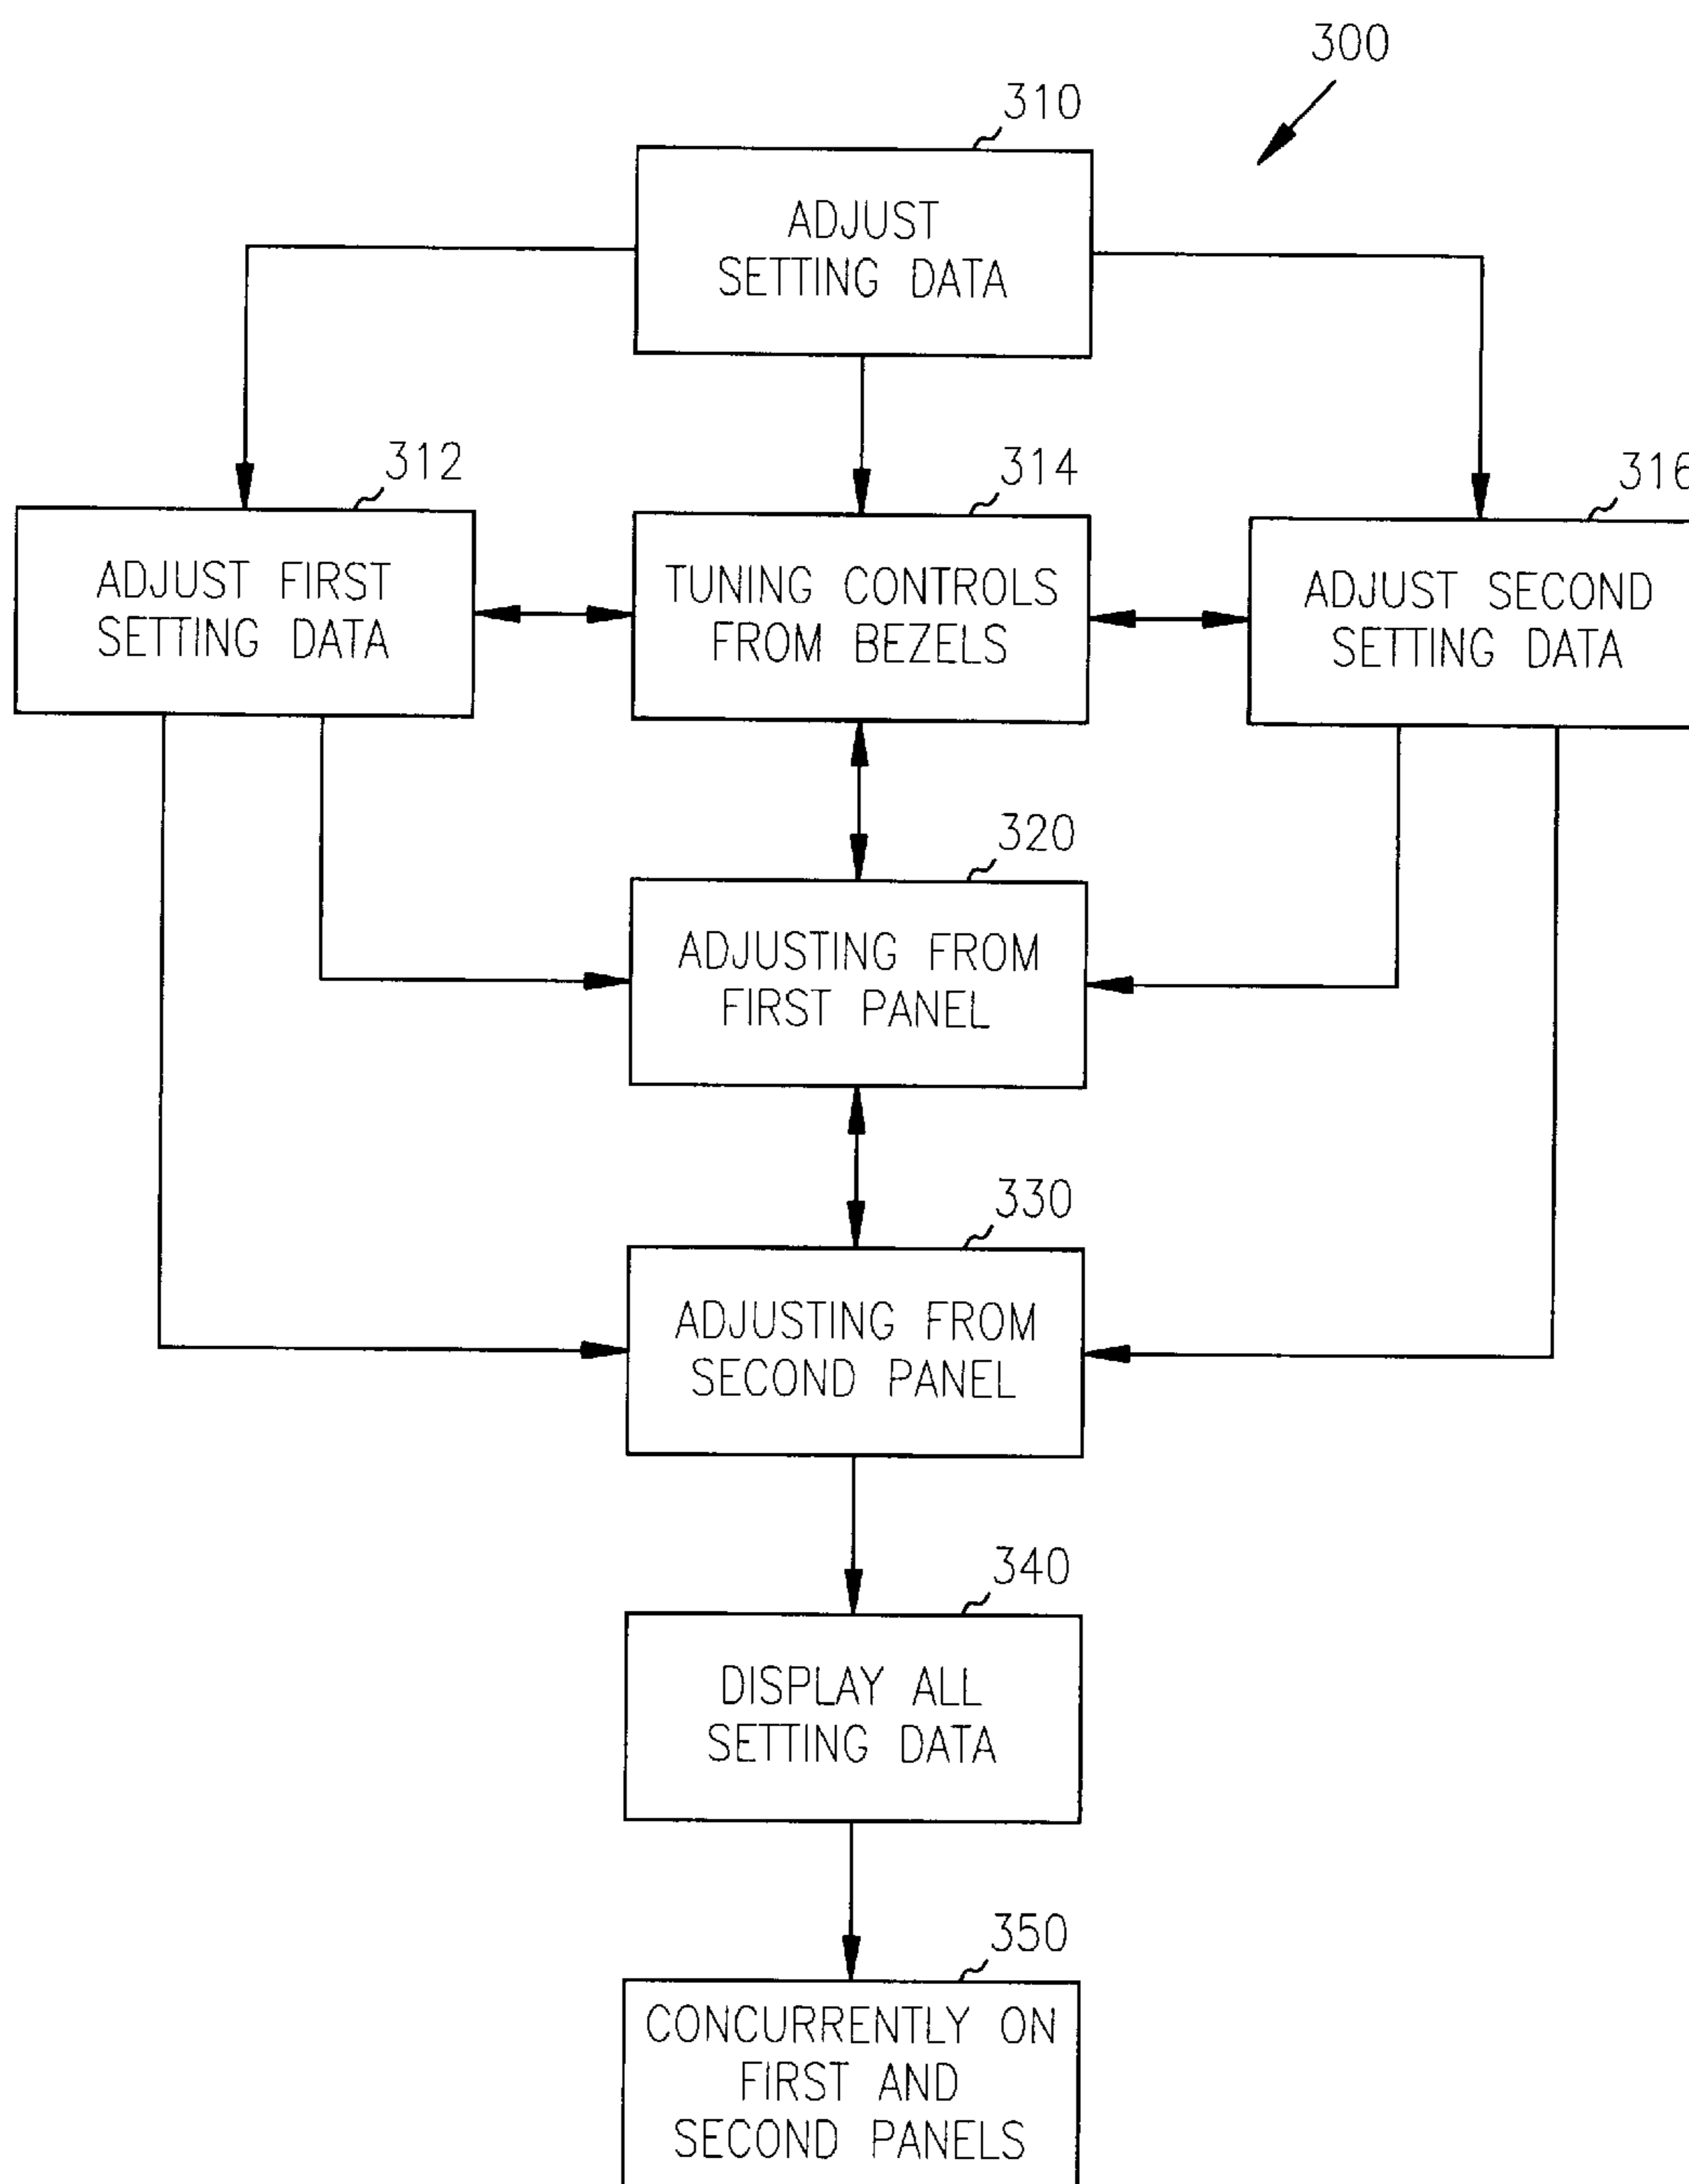 300
310
ADJUST
SETTING DATA
312
314
316
ADJUST FIRST
SETTING DATA
TUNING CONTROLS
FROM BEZELS
ADJUST SECOND
SETTING DATA
320
ADJUSTING FROM
FIRST PANEL
330
ADJUSTING FROM
SECOND PANEL
340
DISPLAY ALL
SETTING DATA
350
CONCURRENTLY ON
FIRST AND
SECOND PANELS